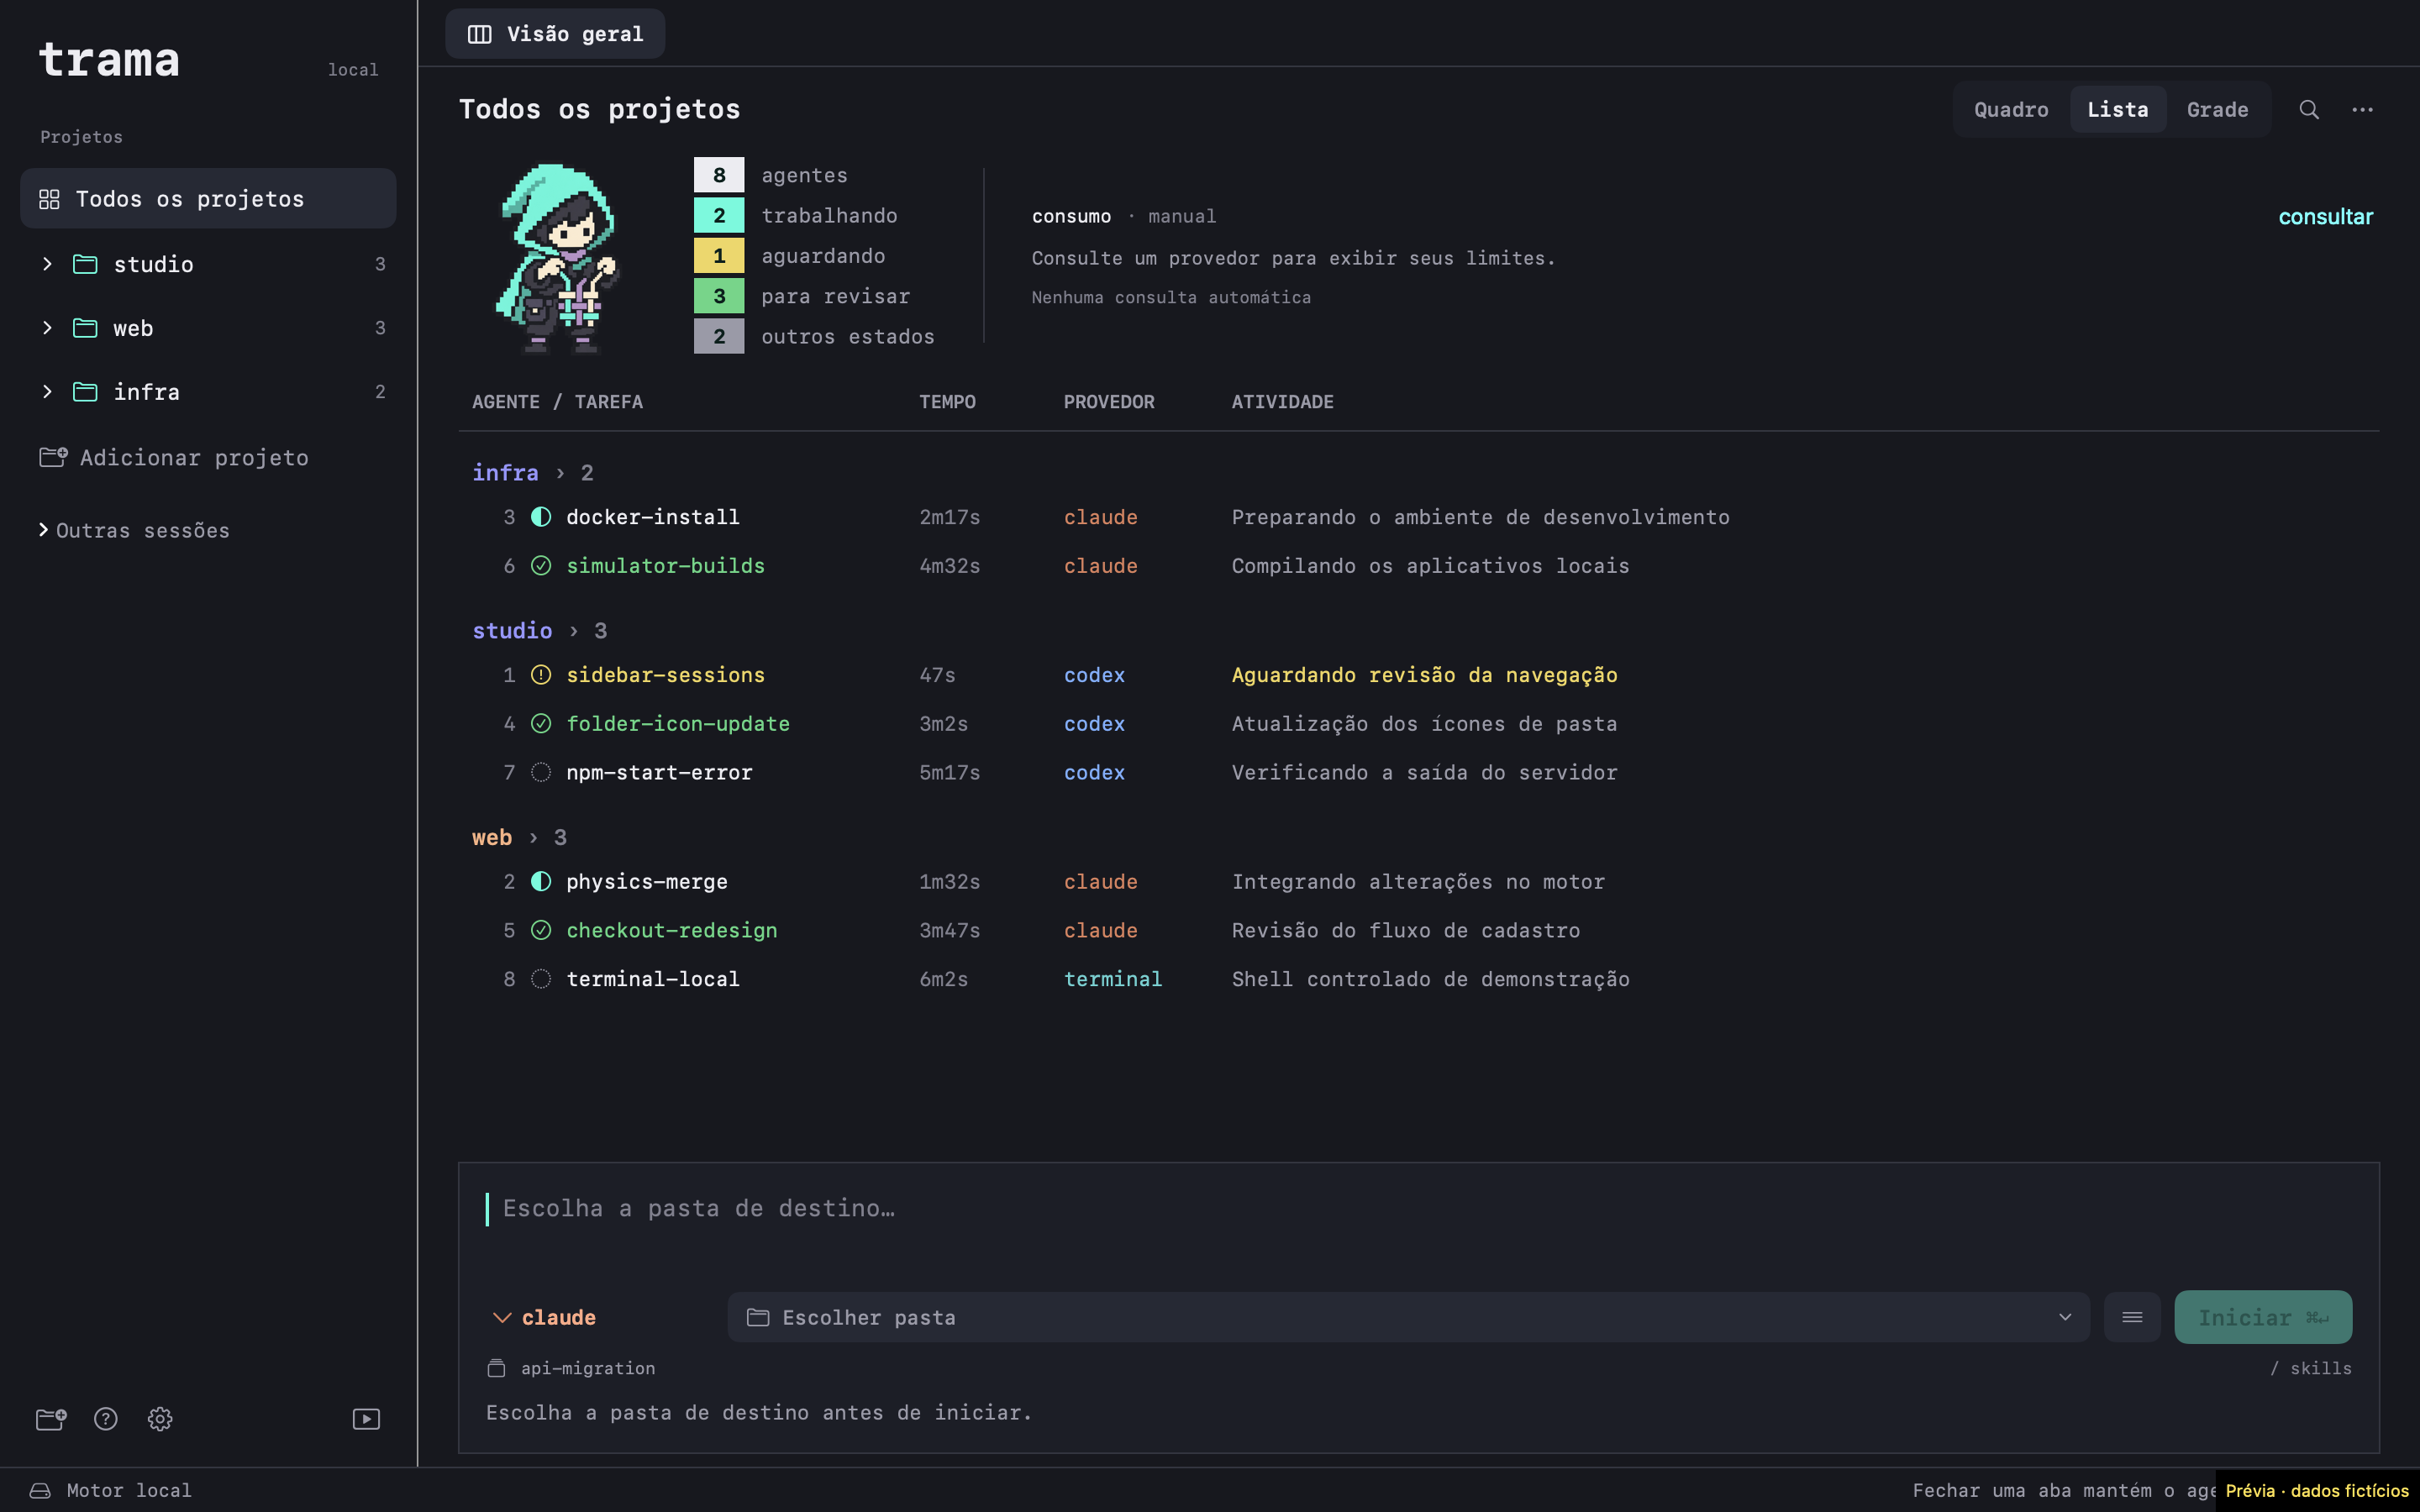 trama
local
Projetos
Todos os projetos
studio 3
web 3
infra 2
Adicionar projeto
Outras sessões
Visão geral
Todos os projetos
Quadro Lista Grade
8 agentes
2 trabalhando
1 aguardando
3 para revisar
2 outros estados
consumo · manual
consultar
Consulte um provedor para exibir seus limites.
Nenhuma consulta automática
AGENTE / TAREFA TEMPO PROVEDOR ATIVIDADE
infra › 2
3 docker-install 2m17s claude Preparando o ambiente de desenvolvimento
6 simulator-builds 4m32s claude Compilando os aplicativos locais
studio › 3
1 sidebar-sessions 47s codex Aguardando revisão da navegação
4 folder-icon-update 3m2s codex Atualização dos ícones de pasta
7 npm-start-error 5m17s codex Verificando a saída do servidor
web › 3
2 physics-merge 1m32s claude Integrando alterações no motor
5 checkout-redesign 3m47s claude Revisão do fluxo de cadastro
8 terminal-local 6m2s terminal Shell controlado de demonstração
Escolha a pasta de destino…
claude
Escolher pasta
Iniciar ⌘↵
api-migration
/ skills
Escolha a pasta de destino antes de iniciar.
Motor local
Fechar uma aba mantém o age
Prévia · dados fictícios